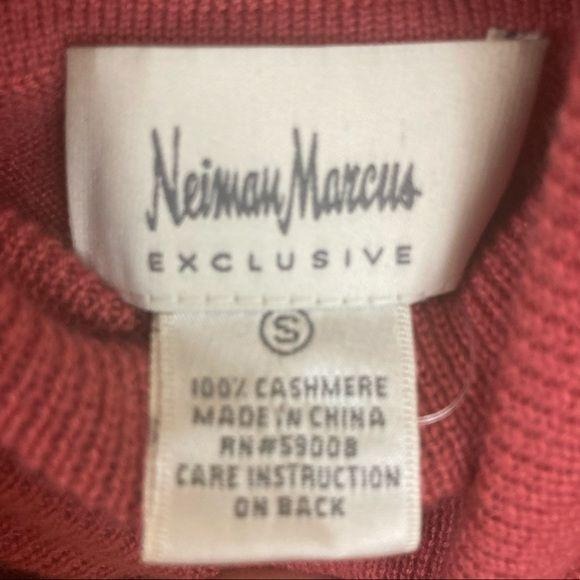 Neiman Marcus
EXCLUSIVE
S
100% CASHMERE
MADE IN CHINA
RN#59008
CARE INSTRUCTION
ON BACK